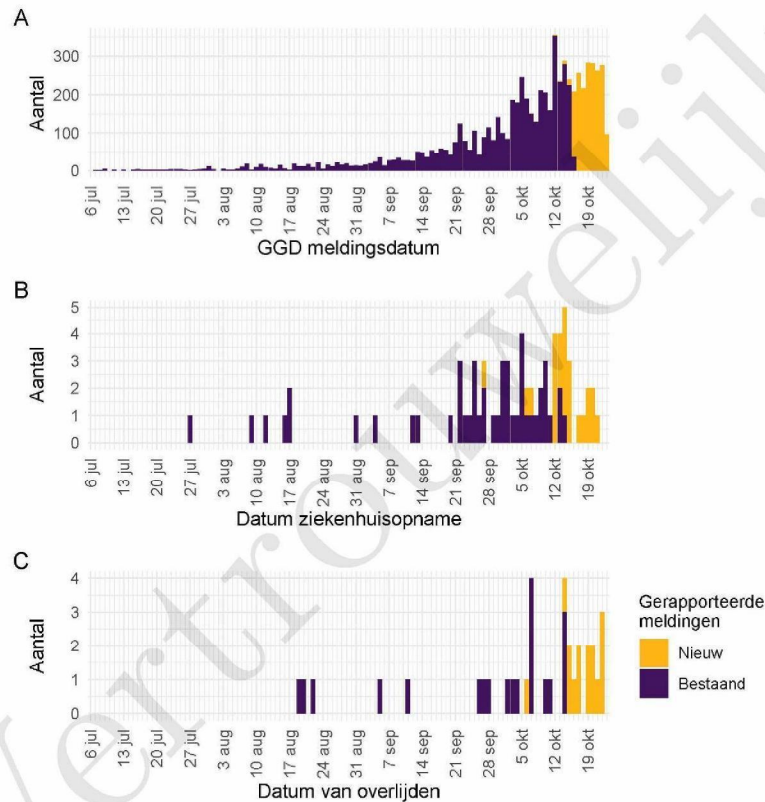 A
Aantal
300
200
100
0
6 jul
13 jul
20 jul
27 jul
3 aug
10 aug
17 aug
24 aug
31 aug
7 sep
14 sep
21 sep
28 sep
5 okt
12 okt
19 okt
GGD meldingsdatum
B
Aantal
5
4
3
2
1
0
6 jul
13 jul
20 jul
27 jul
3 aug
10 aug
17 aug
24 aug
31 aug
7 sep
14 sep
21 sep
28 sep
5 okt
12 okt
19 okt
Datum ziekenhuisopname
C
Aantal
4
3
2
1
0
6 jul
13 jul
20 jul
27 jul
3 aug
10 aug
17 aug
24 aug
31 aug
7 sep
14 sep
21 sep
28 sep
5 okt
12 okt
19 okt
Datum van overlijden
Gerapporteerde
meldingen
Nieuw
Bestaand
Vertrouwelijk